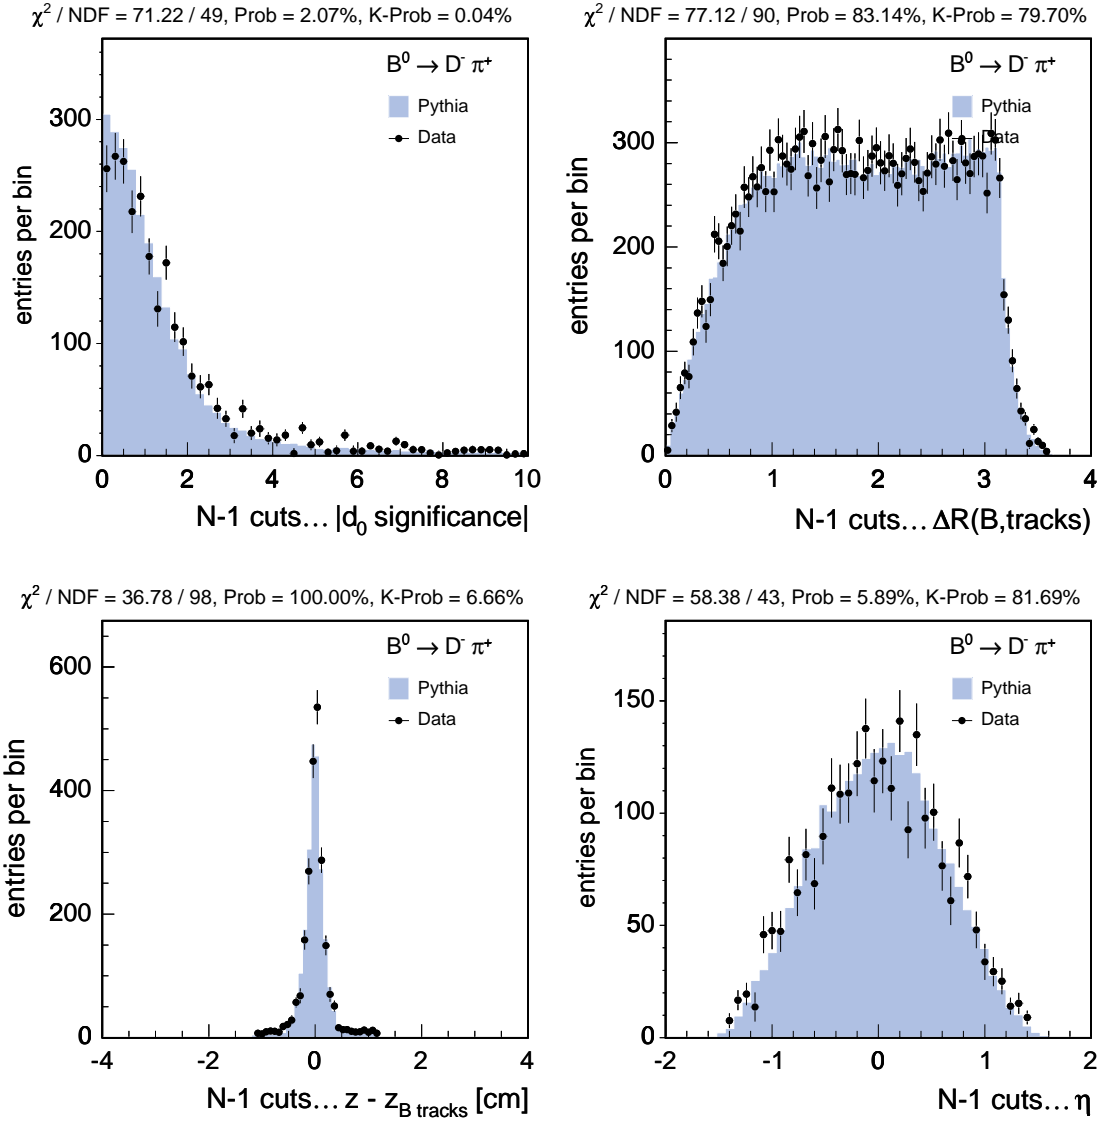 χ² / NDF = 71.22 / 49, Prob = 2.07%, K-Prob = 0.04%
B⁰ → D⁻ π⁺
Pythia
Data
entries per bin
300
200
100
0
0 2 4 6 8 10
N-1 cuts… |d₀ significance|
χ² / NDF = 77.12 / 90, Prob = 83.14%, K-Prob = 79.70%
B⁰ → D⁻ π⁺
Pythia
Data
entries per bin
300
200
100
0
0 1 2 3 4
N-1 cuts… ΔR(B,tracks)
χ² / NDF = 36.78 / 98, Prob = 100.00%, K-Prob = 6.66%
B⁰ → D⁻ π⁺
Pythia
Data
entries per bin
600
400
200
0
-4 -2 0 2 4
N-1 cuts… z - z_B tracks [cm]
χ² / NDF = 58.38 / 43, Prob = 5.89%, K-Prob = 81.69%
B⁰ → D⁻ π⁺
Pythia
Data
entries per bin
150
100
50
0
-2 -1 0 1 2
N-1 cuts… η